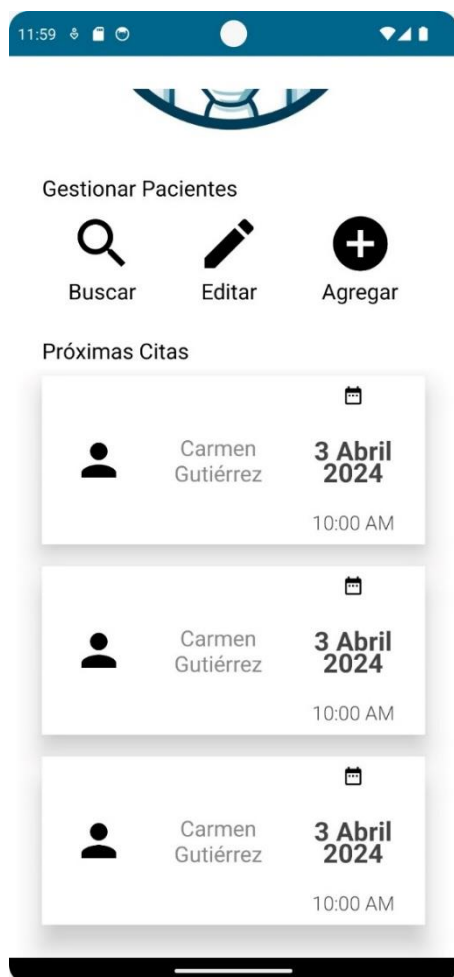 11:59
Gestionar Pacientes
Buscar Editar Agregar
Próximas Citas
Carmen
Gutiérrez
3 Abril
2024
10:00 AM
Carmen
Gutiérrez
3 Abril
2024
10:00 AM
Carmen
Gutiérrez
3 Abril
2024
10:00 AM